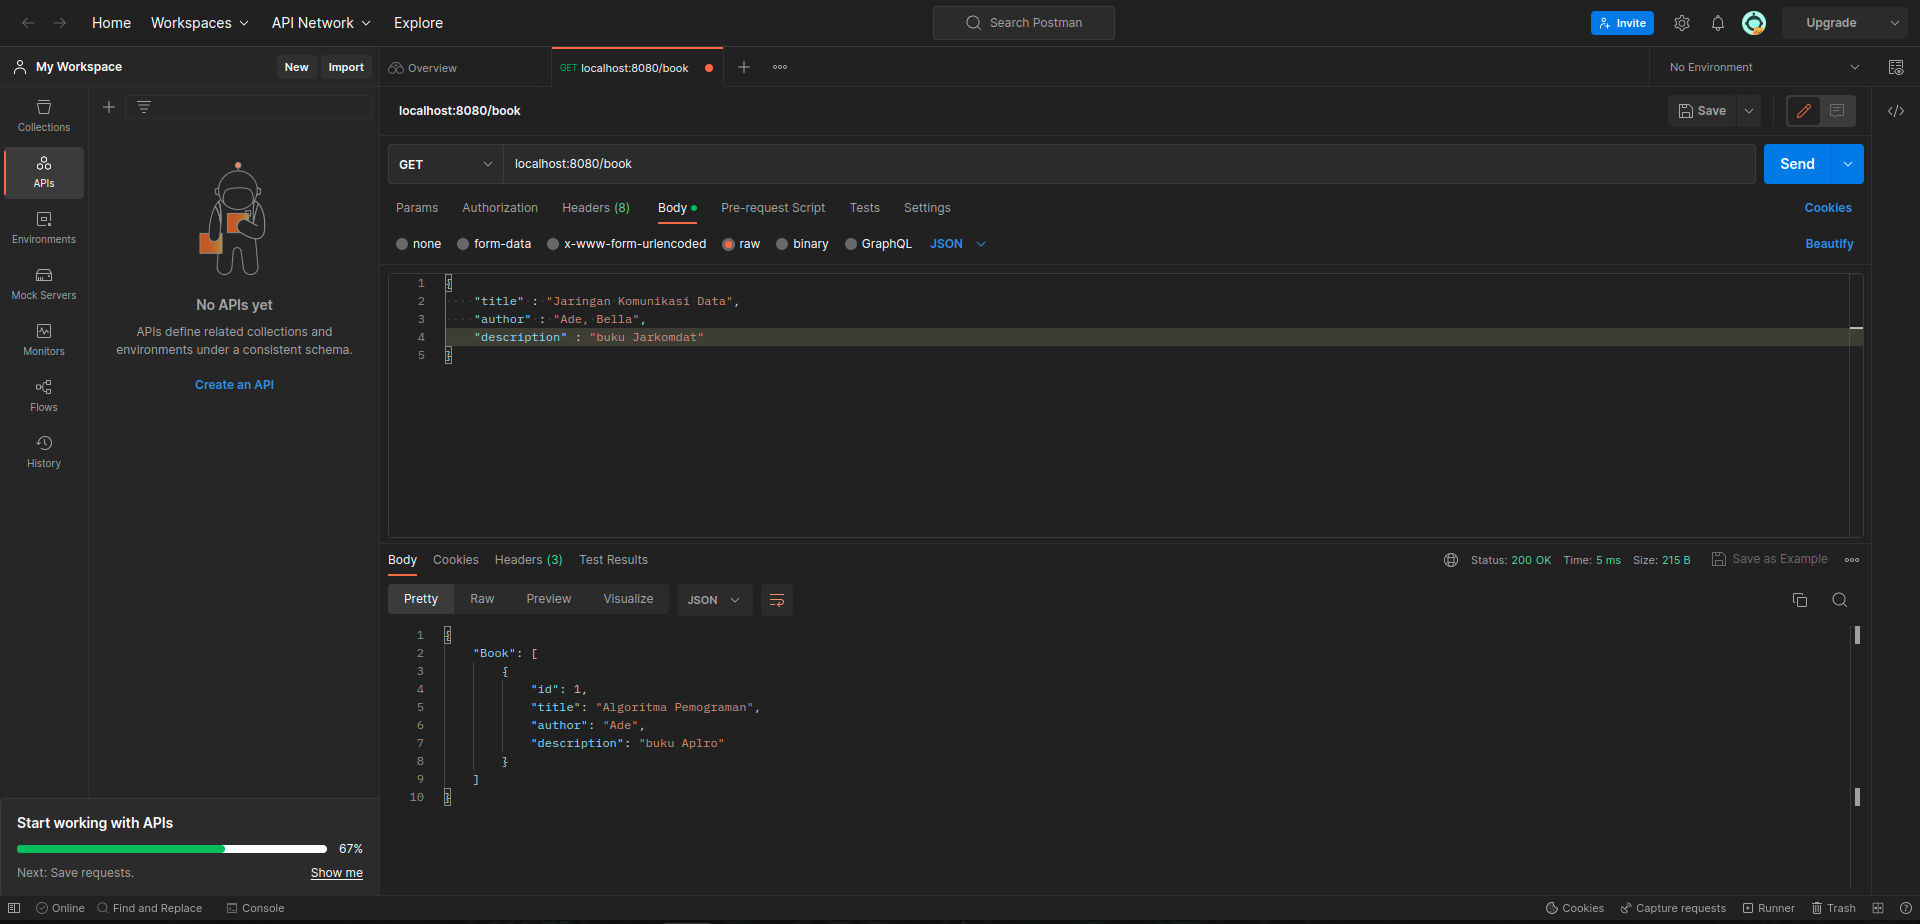 Home Workspaces API Network Explore Search Postman Invite Upgrade
My Workspace New Import Overview GET localhost:8080/book No Environment
Collections
APIs
Environments
Mock Servers
Monitors
Flows
History
No APIs yet
APIs define related collections and
environments under a consistent schema.
Create an API
Start working with APIs
67%
Next: Save requests. Show me
localhost:8080/book Save
GET localhost:8080/book Send
Params Authorization Headers (8) Body Pre-request Script Tests Settings Cookies
none form-data x-www-form-urlencoded raw binary GraphQL JSON Beautify
1 {
2 "title" : "Jaringan Komunikasi Data",
3 "author" : "Ade, Bella",
4 "description" : "buku Jarkomdat"
5 }
Body Cookies Headers (3) Test Results Status: 200 OK Time: 5 ms Size: 215 B Save as Example
Pretty Raw Preview Visualize JSON
1 {
2 "Book": [
3 {
4 "id": 1,
5 "title": "Algoritma Pemograman",
6 "author": "Ade",
7 "description": "buku Aplro"
8 }
9 ]
10 }
Online Find and Replace Console Cookies Capture requests Runner Trash